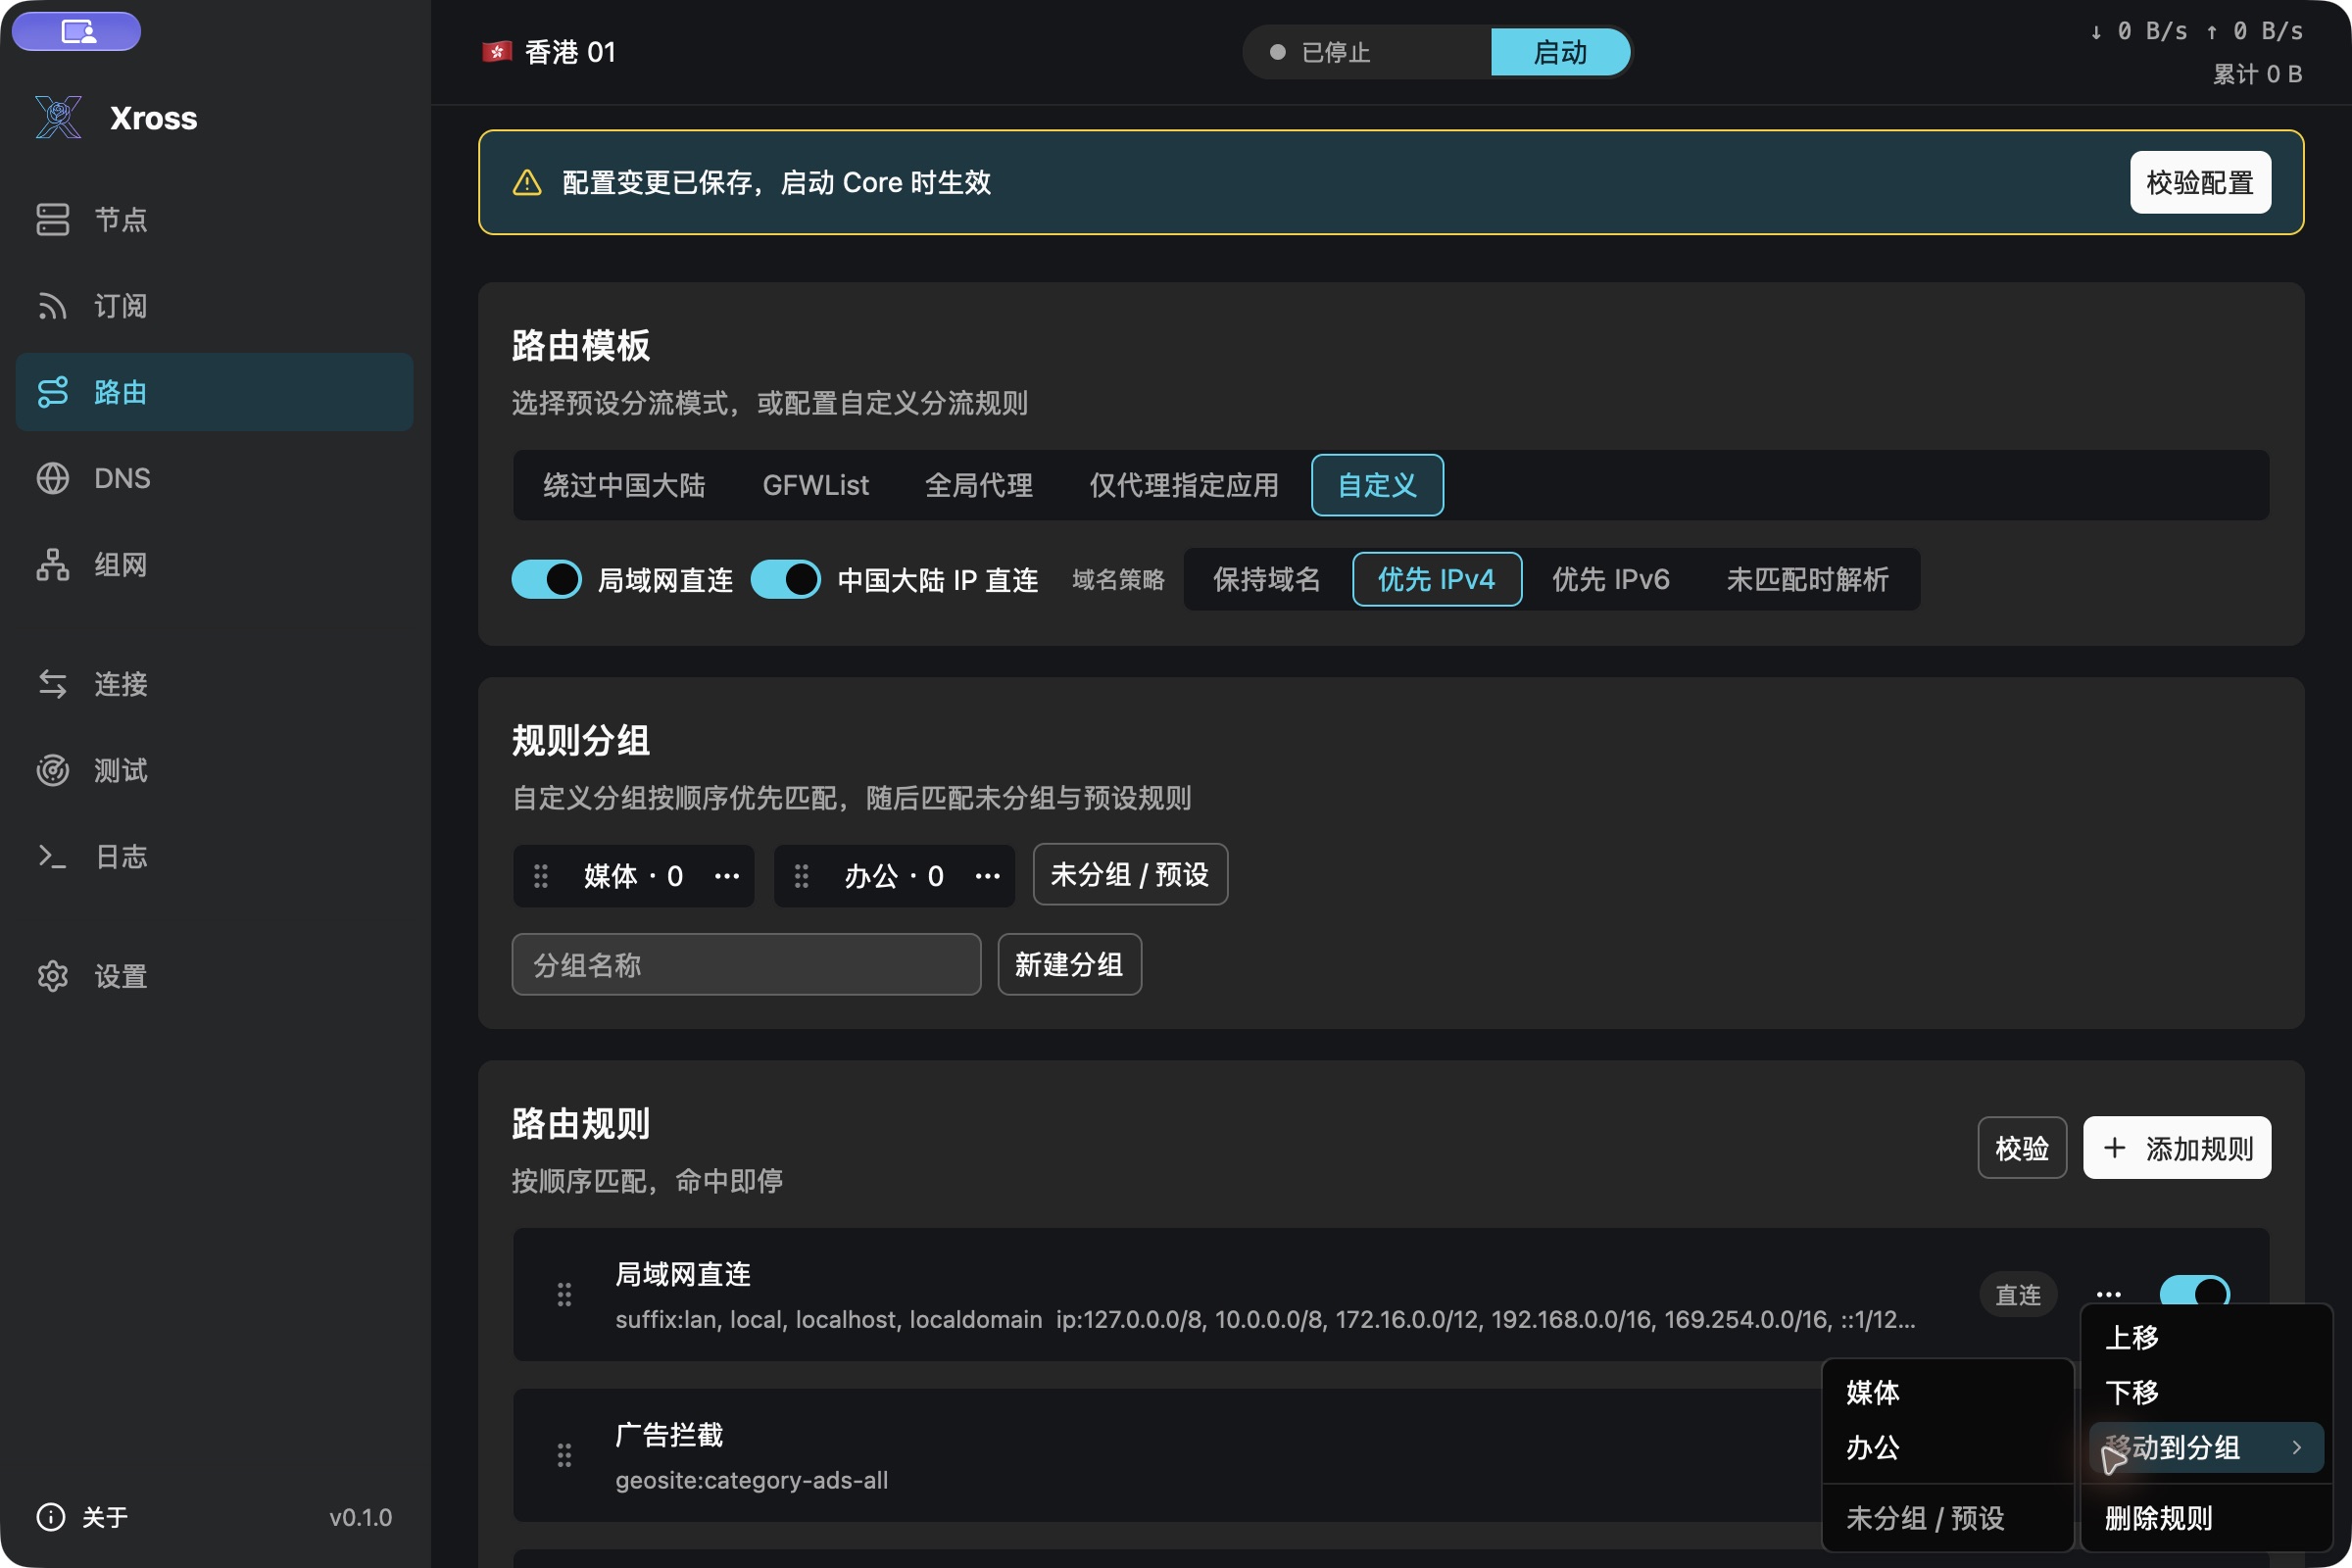 Xross
节点
订阅
路由
DNS
组网
连接
测试
日志
设置
关于 v0.1.0
香港 01
已停止 启动
↓ 0 B/s ↑ 0 B/s
累计 0 B
配置变更已保存，启动 Core 时生效 校验配置
路由模板
选择预设分流模式，或配置自定义分流规则
绕过中国大陆 GFWList 全局代理 仅代理指定应用 自定义
局域网直连 中国大陆 IP 直连 域名策略 保持域名 优先 IPv4 优先 IPv6 未匹配时解析
规则分组
自定义分组按顺序优先匹配，随后匹配未分组与预设规则
媒体 · 0 ··· 办公 · 0 ··· 未分组 / 预设
分组名称 新建分组
路由规则
按顺序匹配，命中即停
校验 + 添加规则
局域网直连
suffix:lan, local, localhost, localdomain ip:127.0.0.0/8, 10.0.0.0/8, 172.16.0.0/12, 192.168.0.0/16, 169.254.0.0/16, ::1/12...
直连 ···
广告拦截
geosite:category-ads-all
上移
下移
移动到分组
删除规则
媒体
办公
未分组 / 预设